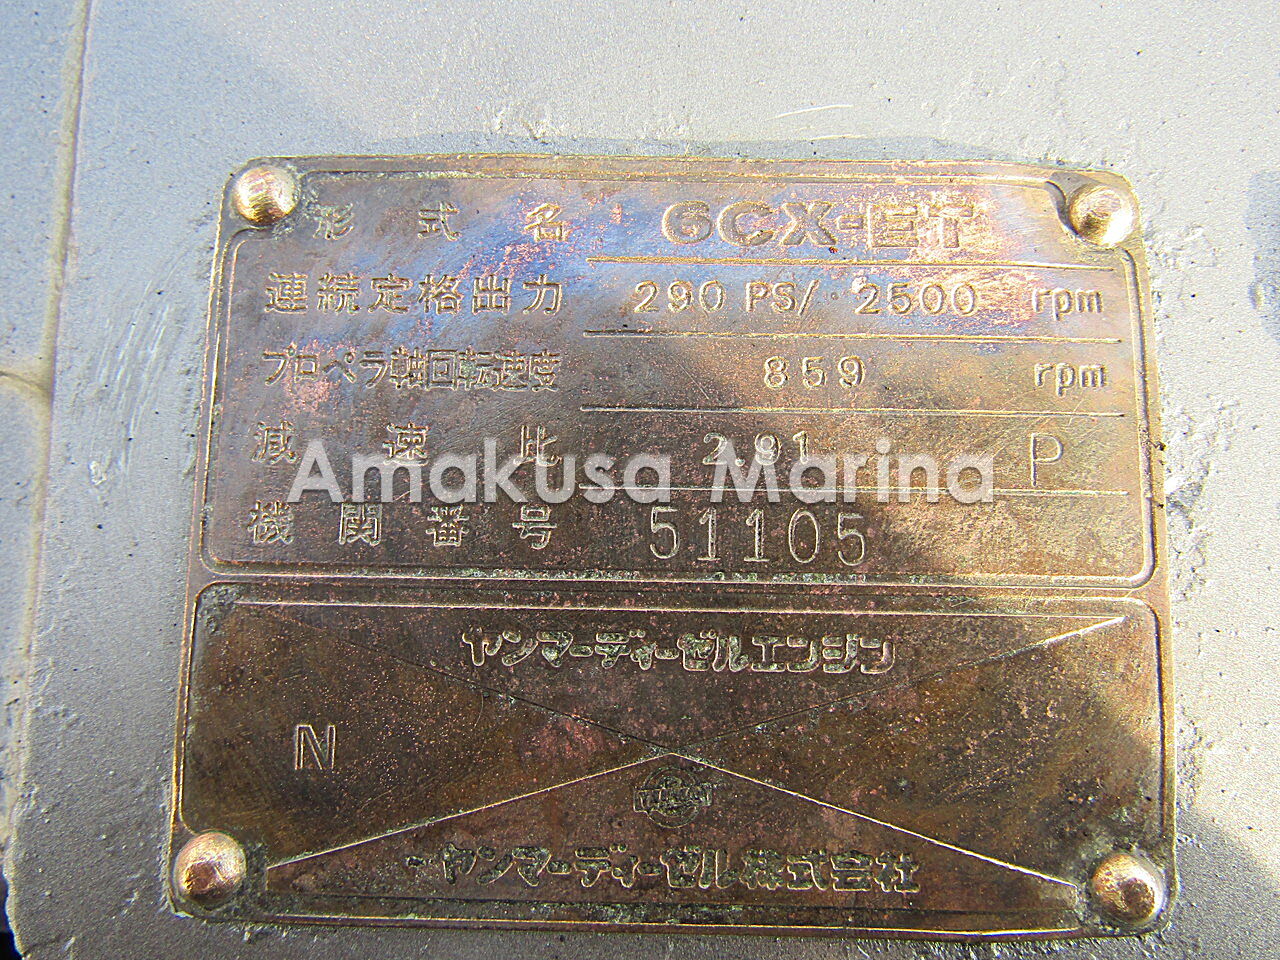 形式名 6CX-ET
連続定格出力 290 PS/ 2500 rpm
プロペラ軸回転速度 859 rpm
減速比 2.91 P
Amakusa Marina
機関番号 51105
ヤンマーディーゼルエンジン
N
ヤンマーディーゼル株式会社